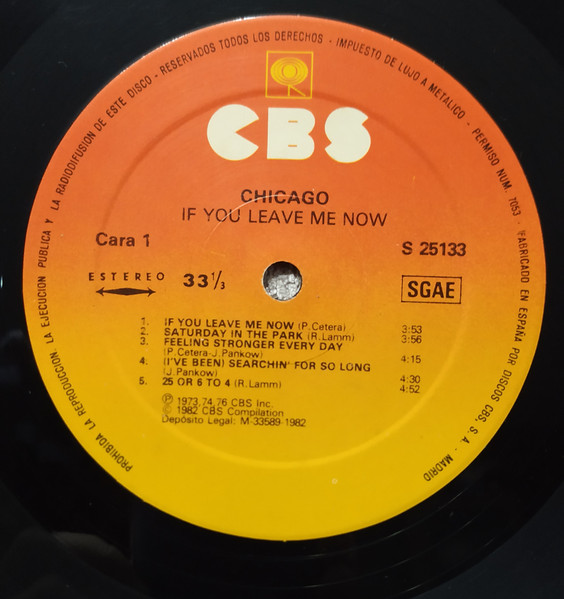 PROHIBIDA LA REPRODUCCION, LA EJECUCION PUBLICA Y LA RADIODIFUSION DE ESTE DISCO - RESERVADOS TODOS LOS DERECHOS - IMPUESTO DE LUJO A METALICO - PERMISO NUM. 7053 - FABRICADO EN ESPAÑA POR DISCOS CBS, S. A. - MADRID
CBS
CHICAGO
IF YOU LEAVE ME NOW
Cara 1
S 25133
ESTEREO
33 1/3
SGAE
1. IF YOU LEAVE ME NOW (P.Cetera) 3:53
2. SATURDAY IN THE PARK (R.Lamm) 3:56
3. FEELING STRONGER EVERY DAY
(P.Cetera-J.Pankow) 4:15
4. (I'VE BEEN) SEARCHIN' FOR SO LONG
(J.Pankow) 4:30
5. 25 OR 6 TO 4 (R.Lamm) 4:52
℗ 1973,74,76 CBS Inc.
© 1982 CBS Compilation
Depósito Legal: M-33589-1982